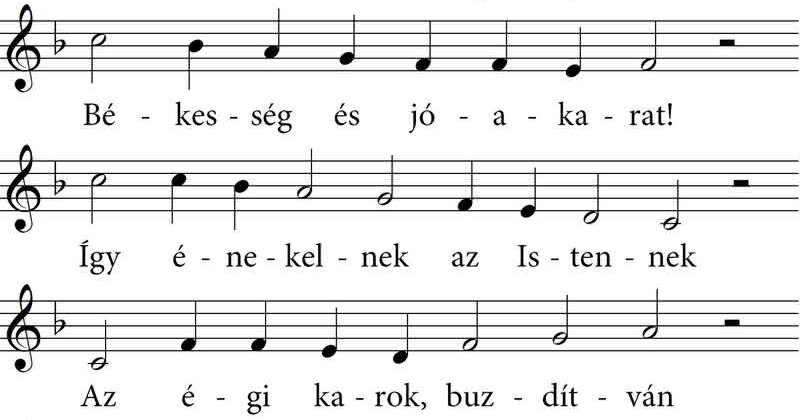 Bé - kes - ség és jó - a - ka - rat!
Így é - ne - kel - nek az Is - ten - nek
Az é - gi ka - rok, buz - dít - ván